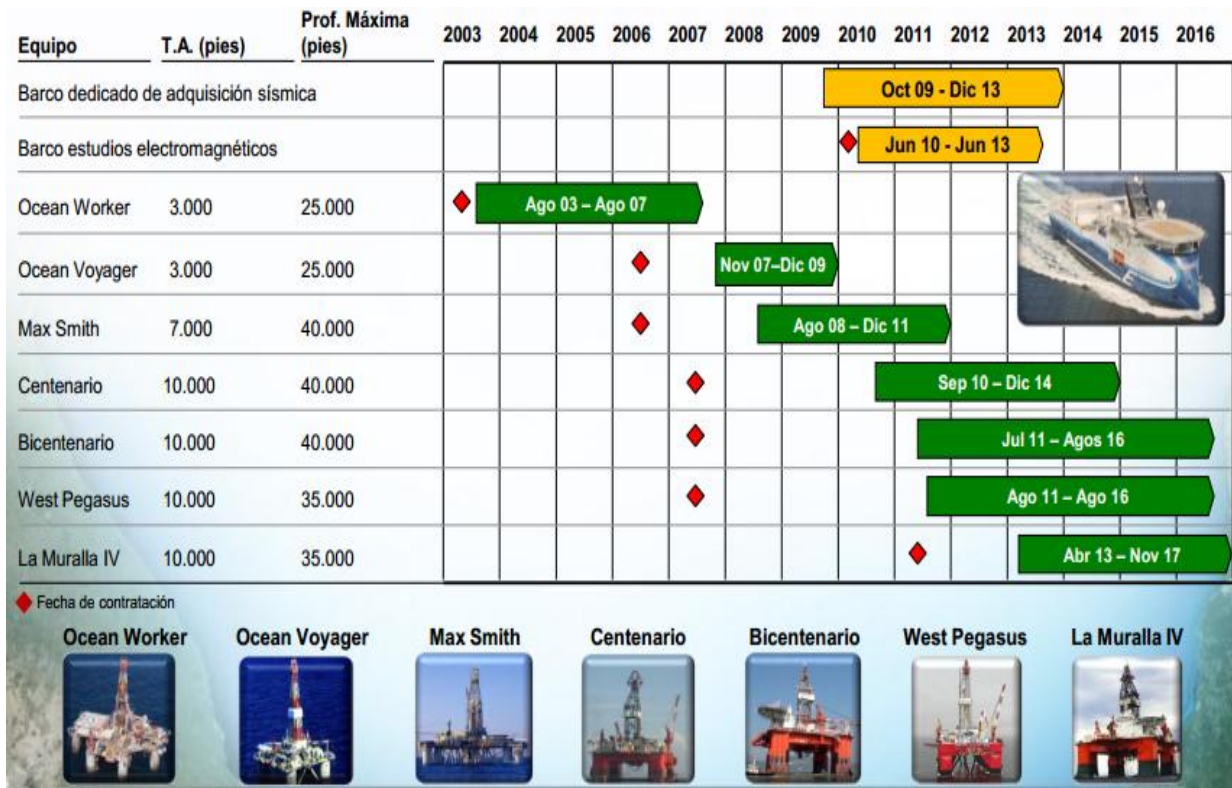 Equipo T.A. (pies) Prof. Máxima (pies) 2003 2004 2005 2006 2007 2008 2009 2010 2011 2012 2013 2014 2015 2016
Barco dedicado de adquisición sísmica Oct 09 - Dic 13
Barco estudios electromagnéticos Jun 10 - Jun 13
Ocean Worker 3.000 25.000 Ago 03 – Ago 07
Ocean Voyager 3.000 25.000 Nov 07–Dic 09
Max Smith 7.000 40.000 Ago 08 – Dic 11
Centenario 10.000 40.000 Sep 10 – Dic 14
Bicentenario 10.000 40.000 Jul 11 – Agos 16
West Pegasus 10.000 35.000 Ago 11 – Ago 16
La Muralla IV 10.000 35.000 Abr 13 – Nov 17
Fecha de contratación
Ocean Worker Ocean Voyager Max Smith Centenario Bicentenario West Pegasus La Muralla IV